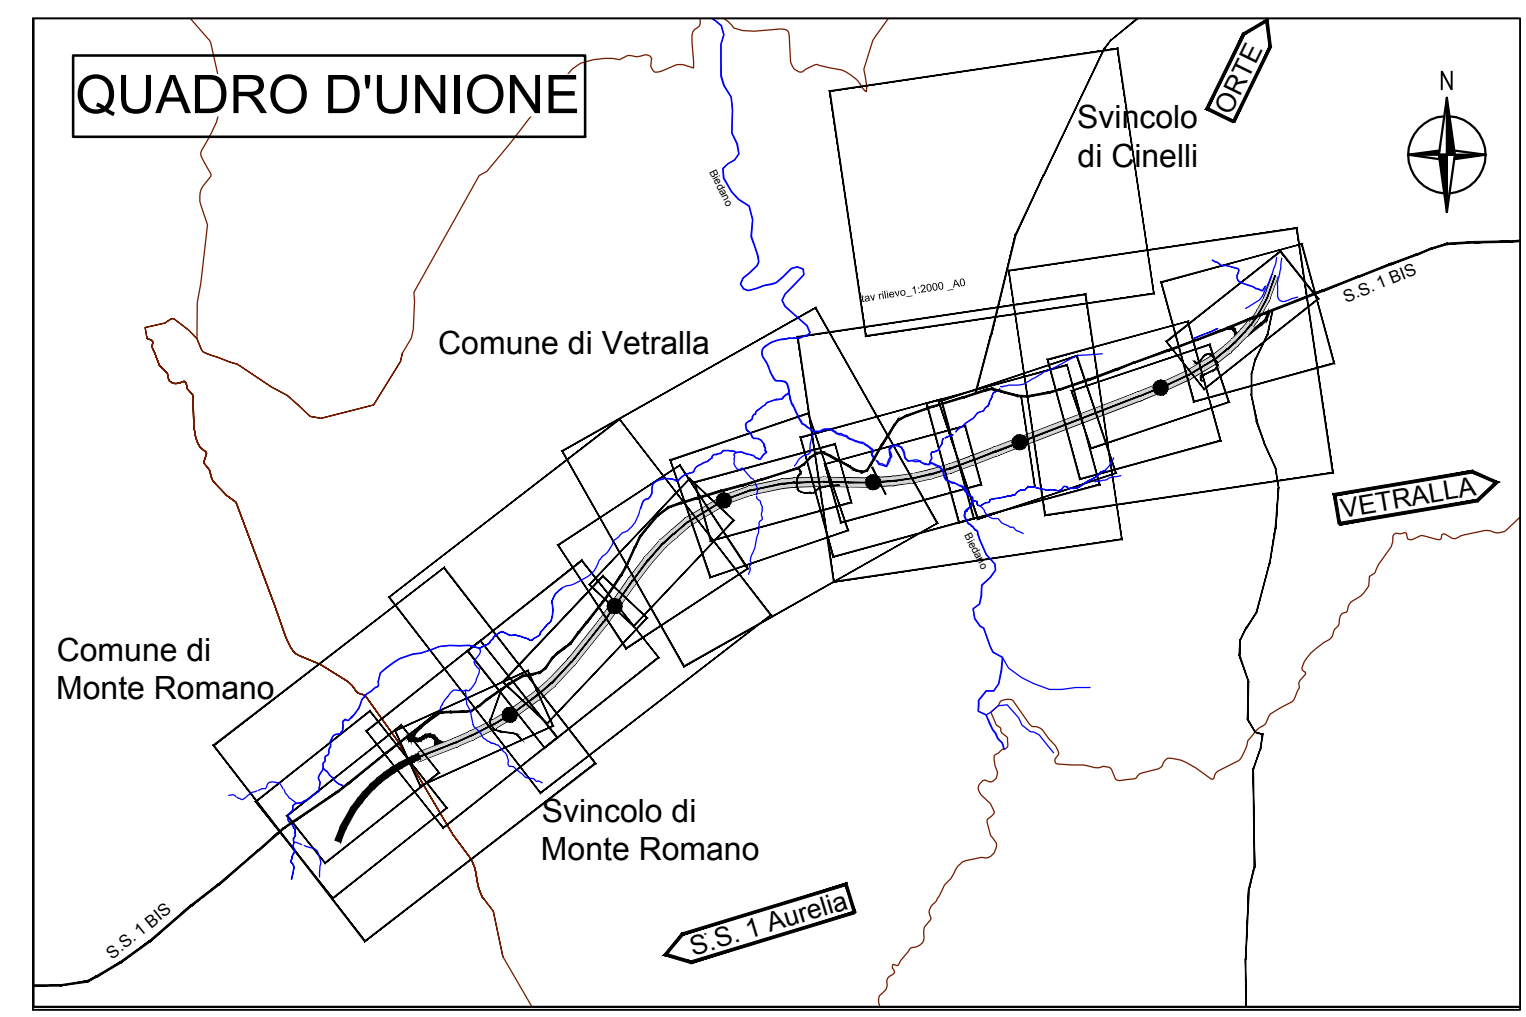 QUADRO D'UNIONE
ORTE
N
Svincolo
di Cinelli
Biedano
tav rilievo_1:2000 _A0
S.S. 1 BIS
Comune di Vetralla
VETRALLA
Biedano
Comune di
Monte Romano
Svincolo di
Monte Romano
S.S. 1 Aurelia
S.S. 1 BIS